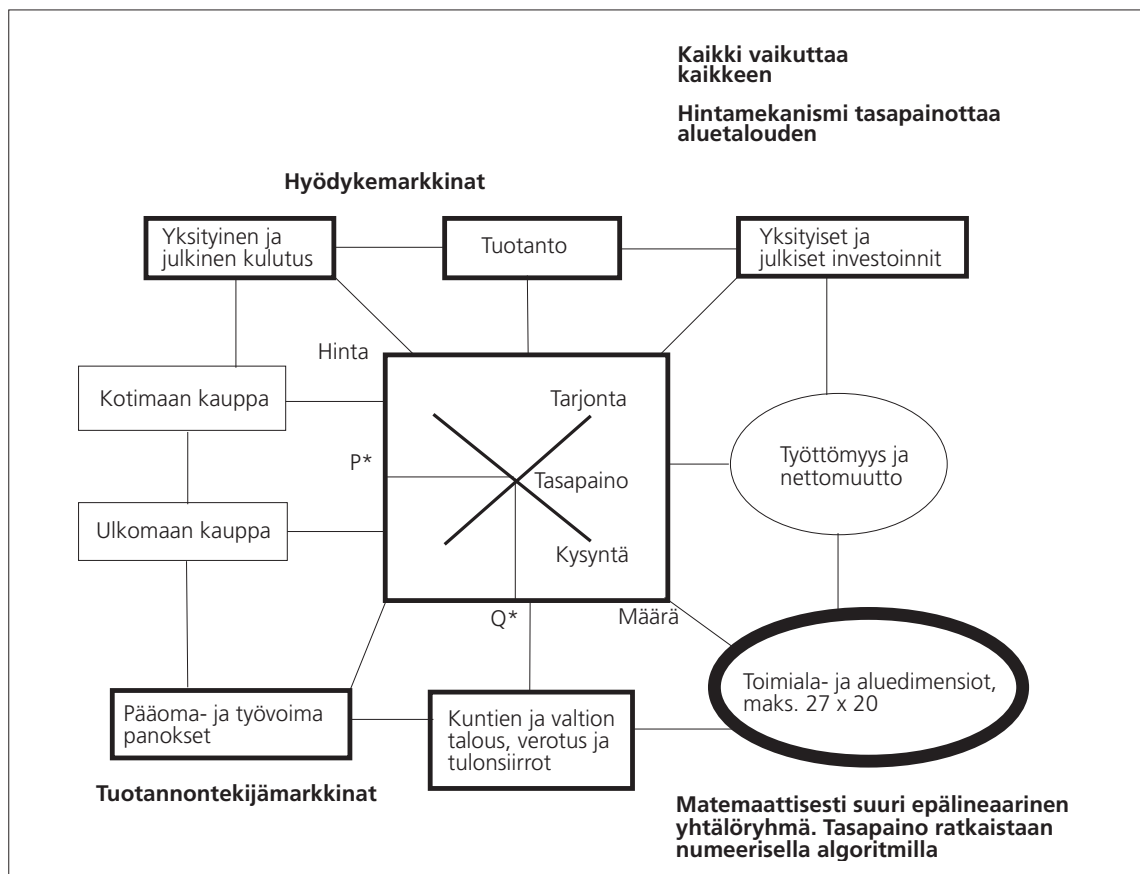 Kaikki vaikuttaa
kaikkeen
Hintamekanismi tasapainottaa
aluetalouden
Hyödykemarkkinat
Yksityinen ja
julkinen kulutus
Tuotanto
Yksityiset ja
julkiset investoinnit
Hinta
Kotimaan kauppa
Tarjonta
P*
Tasapaino
Työttömyys ja
nettomuutto
Ulkomaan kauppa
Kysyntä
Q*
Määrä
Pääoma- ja työvoima
panokset
Kuntien ja valtion
talous, verotus ja
tulonsiirrot
Toimiala- ja aluedimensiot,
maks. 27 x 20
Tuotannontekijämarkkinat
Matemaattisesti suuri epälineaarinen
yhtälöryhmä. Tasapaino ratkaistaan
numeerisella algoritmilla